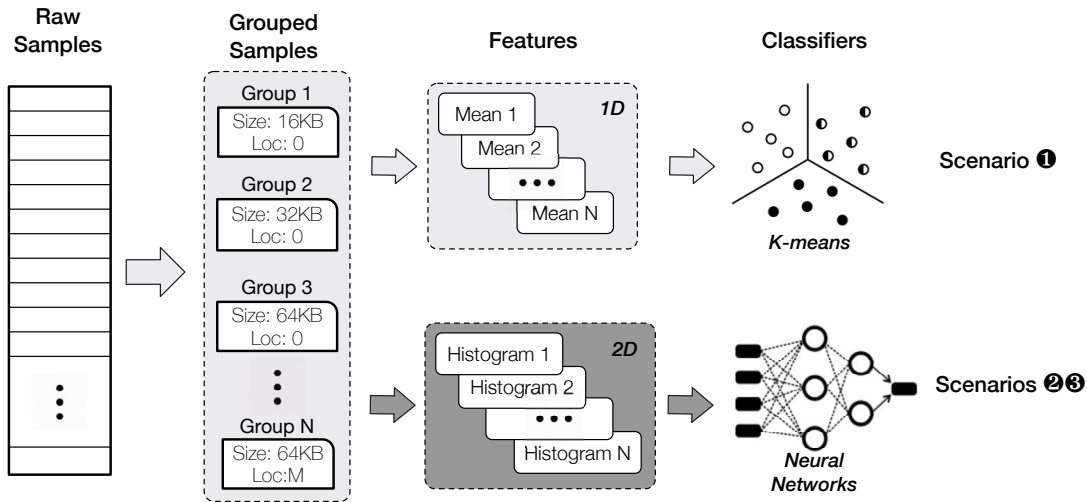 Raw
Samples
Grouped
Samples
Features
Classifiers
Group 1
Size: 16KB
Loc: 0
Group 2
Size: 32KB
Loc: 0
Group 3
Size: 64KB
Loc: 0
Group N
Size: 64KB
Loc:M
1D
Mean 1
Mean 2
Mean N
K-means
Scenario ❶
2D
Histogram 1
Histogram 2
Histogram N
Neural
Networks
Scenarios ❷❸